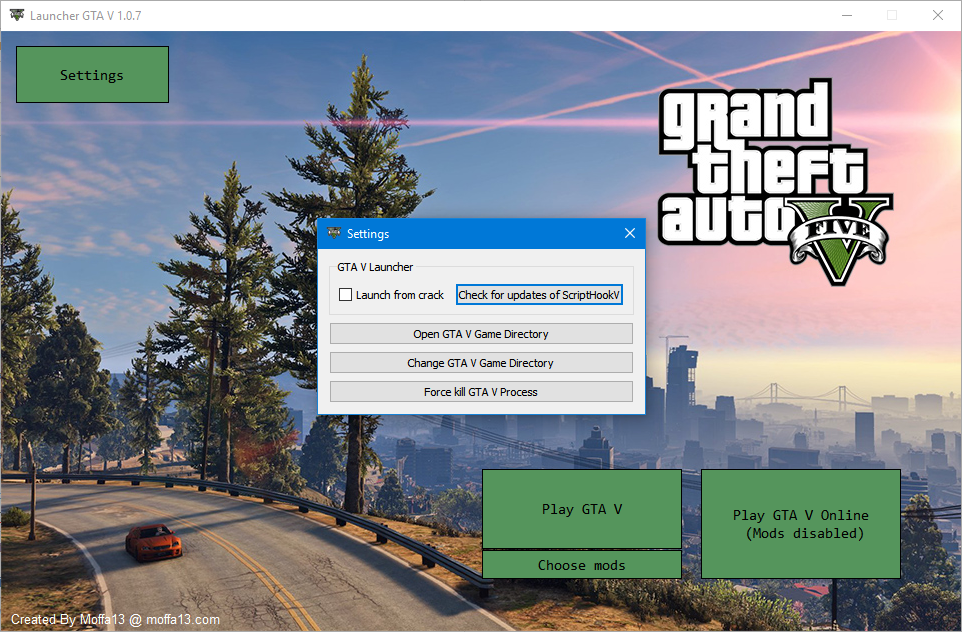 Launcher GTA V 1.0.7
Settings
grand
theft
auto
V
FIVE
Settings
GTA V Launcher
Launch from crack
Check for updates of ScriptHookV
Open GTA V Game Directory
Change GTA V Game Directory
Force kill GTA V Process
Play GTA V
Choose mods
Play GTA V Online
(Mods disabled)
Created By Moffa13 @ moffa13.com